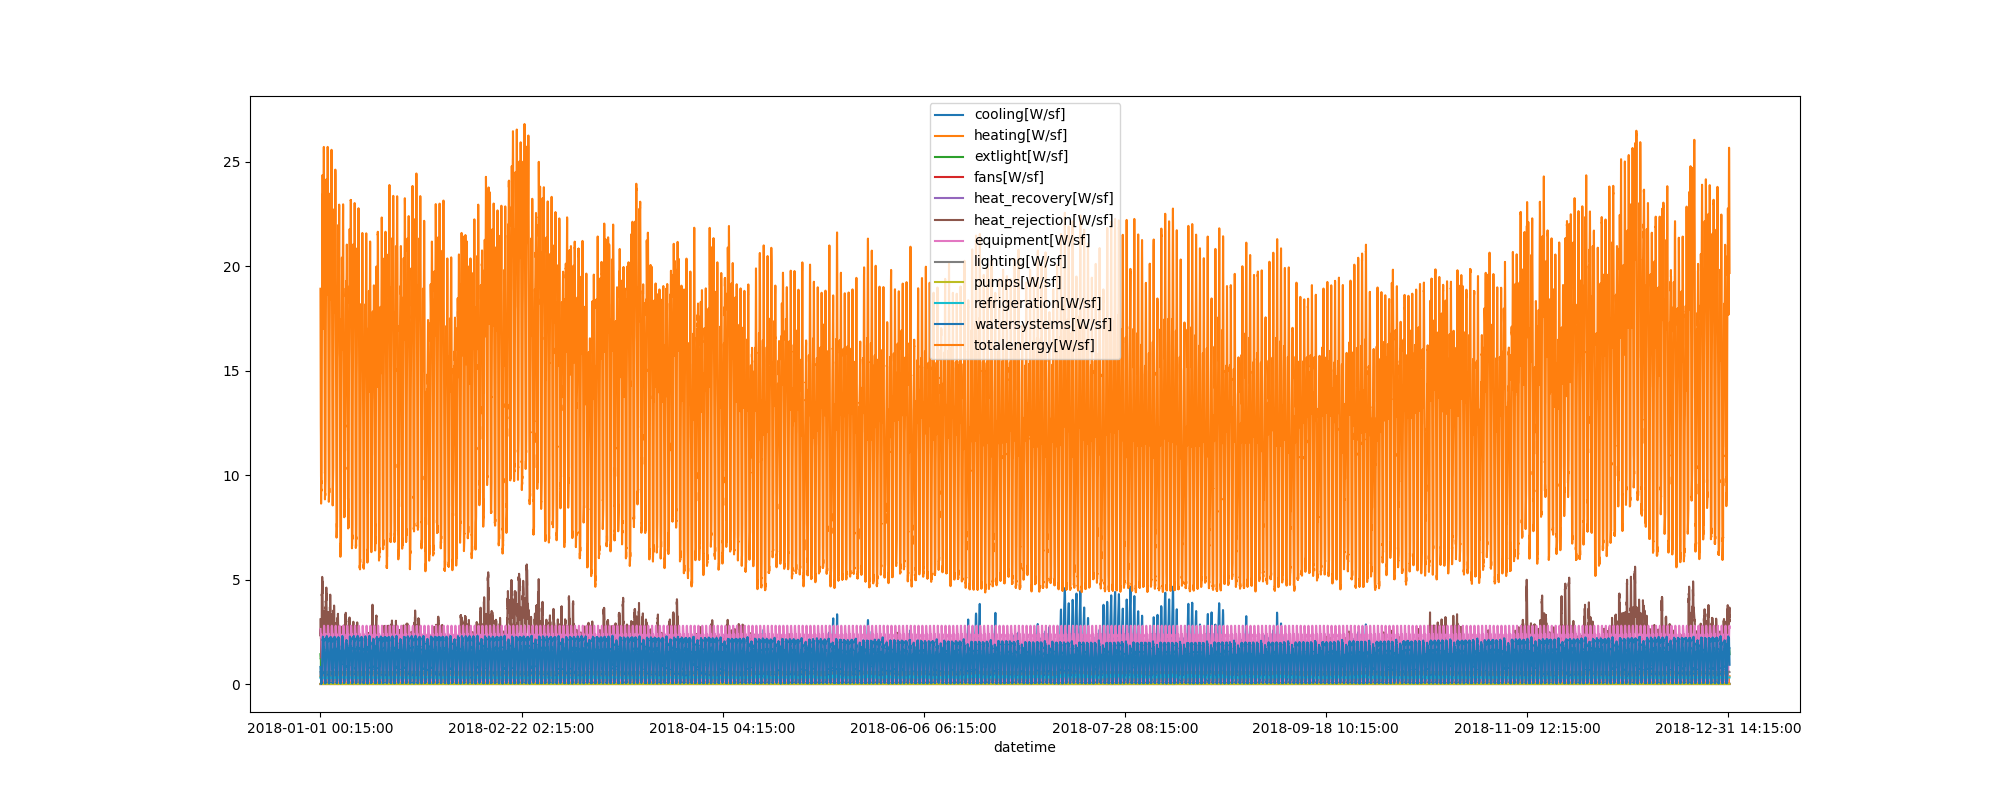 cooling[W/sf]
heating[W/sf]
extlight[W/sf]
fans[W/sf]
heat_recovery[W/sf]
heat_rejection[W/sf]
equipment[W/sf]
lighting[W/sf]
pumps[W/sf]
refrigeration[W/sf]
watersystems[W/sf]
totalenergy[W/sf]
25
20
15
10
5
0
2018-01-01 00:15:00 2018-02-22 02:15:00 2018-04-15 04:15:00 2018-06-06 06:15:00 2018-07-28 08:15:00 2018-09-18 10:15:00 2018-11-09 12:15:00 2018-12-31 14:15:00
datetime